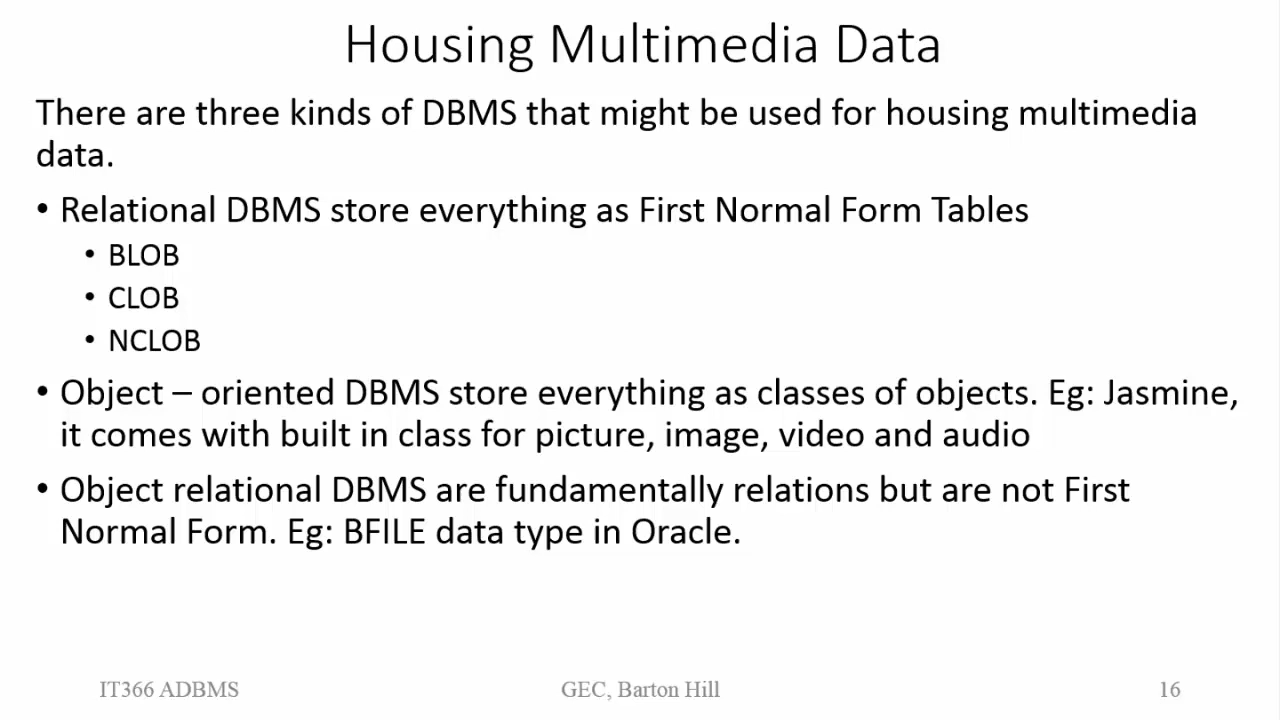 Housing Multimedia Data
There are three kinds of DBMS that might be used for housing multimedia
data.
• Relational DBMS store everything as First Normal Form Tables
• BLOB
• CLOB
• NCLOB
• Object – oriented DBMS store everything as classes of objects. Eg: Jasmine,
it comes with built in class for picture, image, video and audio
• Object relational DBMS are fundamentally relations but are not First
Normal Form. Eg: BFILE data type in Oracle.
IT366 ADBMS
GEC, Barton Hill
16